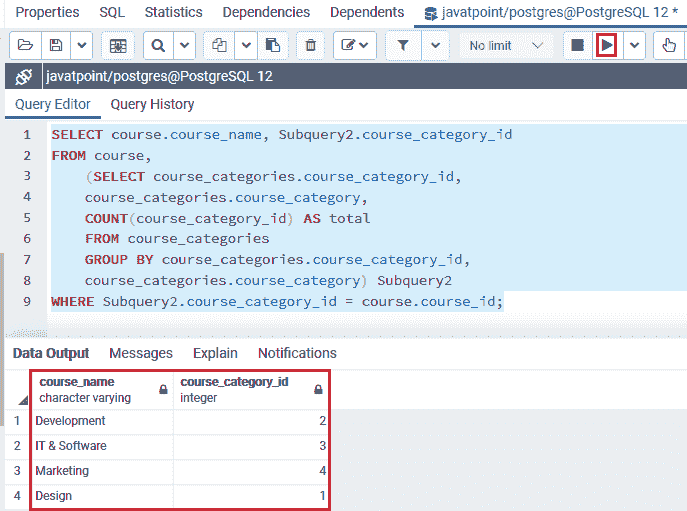 Properties SQL Statistics Dependencies Dependents javatpoint/postgres@PostgreSQL 12 *
No limit
javatpoint/postgres@PostgreSQL 12
Query Editor Query History
1 SELECT course.course_name, Subquery2.course_category_id
2 FROM course,
3 (SELECT course_categories.course_category_id,
4 course_categories.course_category,
5 COUNT(course_category_id) AS total
6 FROM course_categories
7 GROUP BY course_categories.course_category_id,
8 course_categories.course_category) Subquery2
9 WHERE Subquery2.course_category_id = course.course_id;
Data Output Messages Explain Notifications
course_name course_category_id
character varying integer
1 Development 2
2 IT & Software 3
3 Marketing 4
4 Design 1